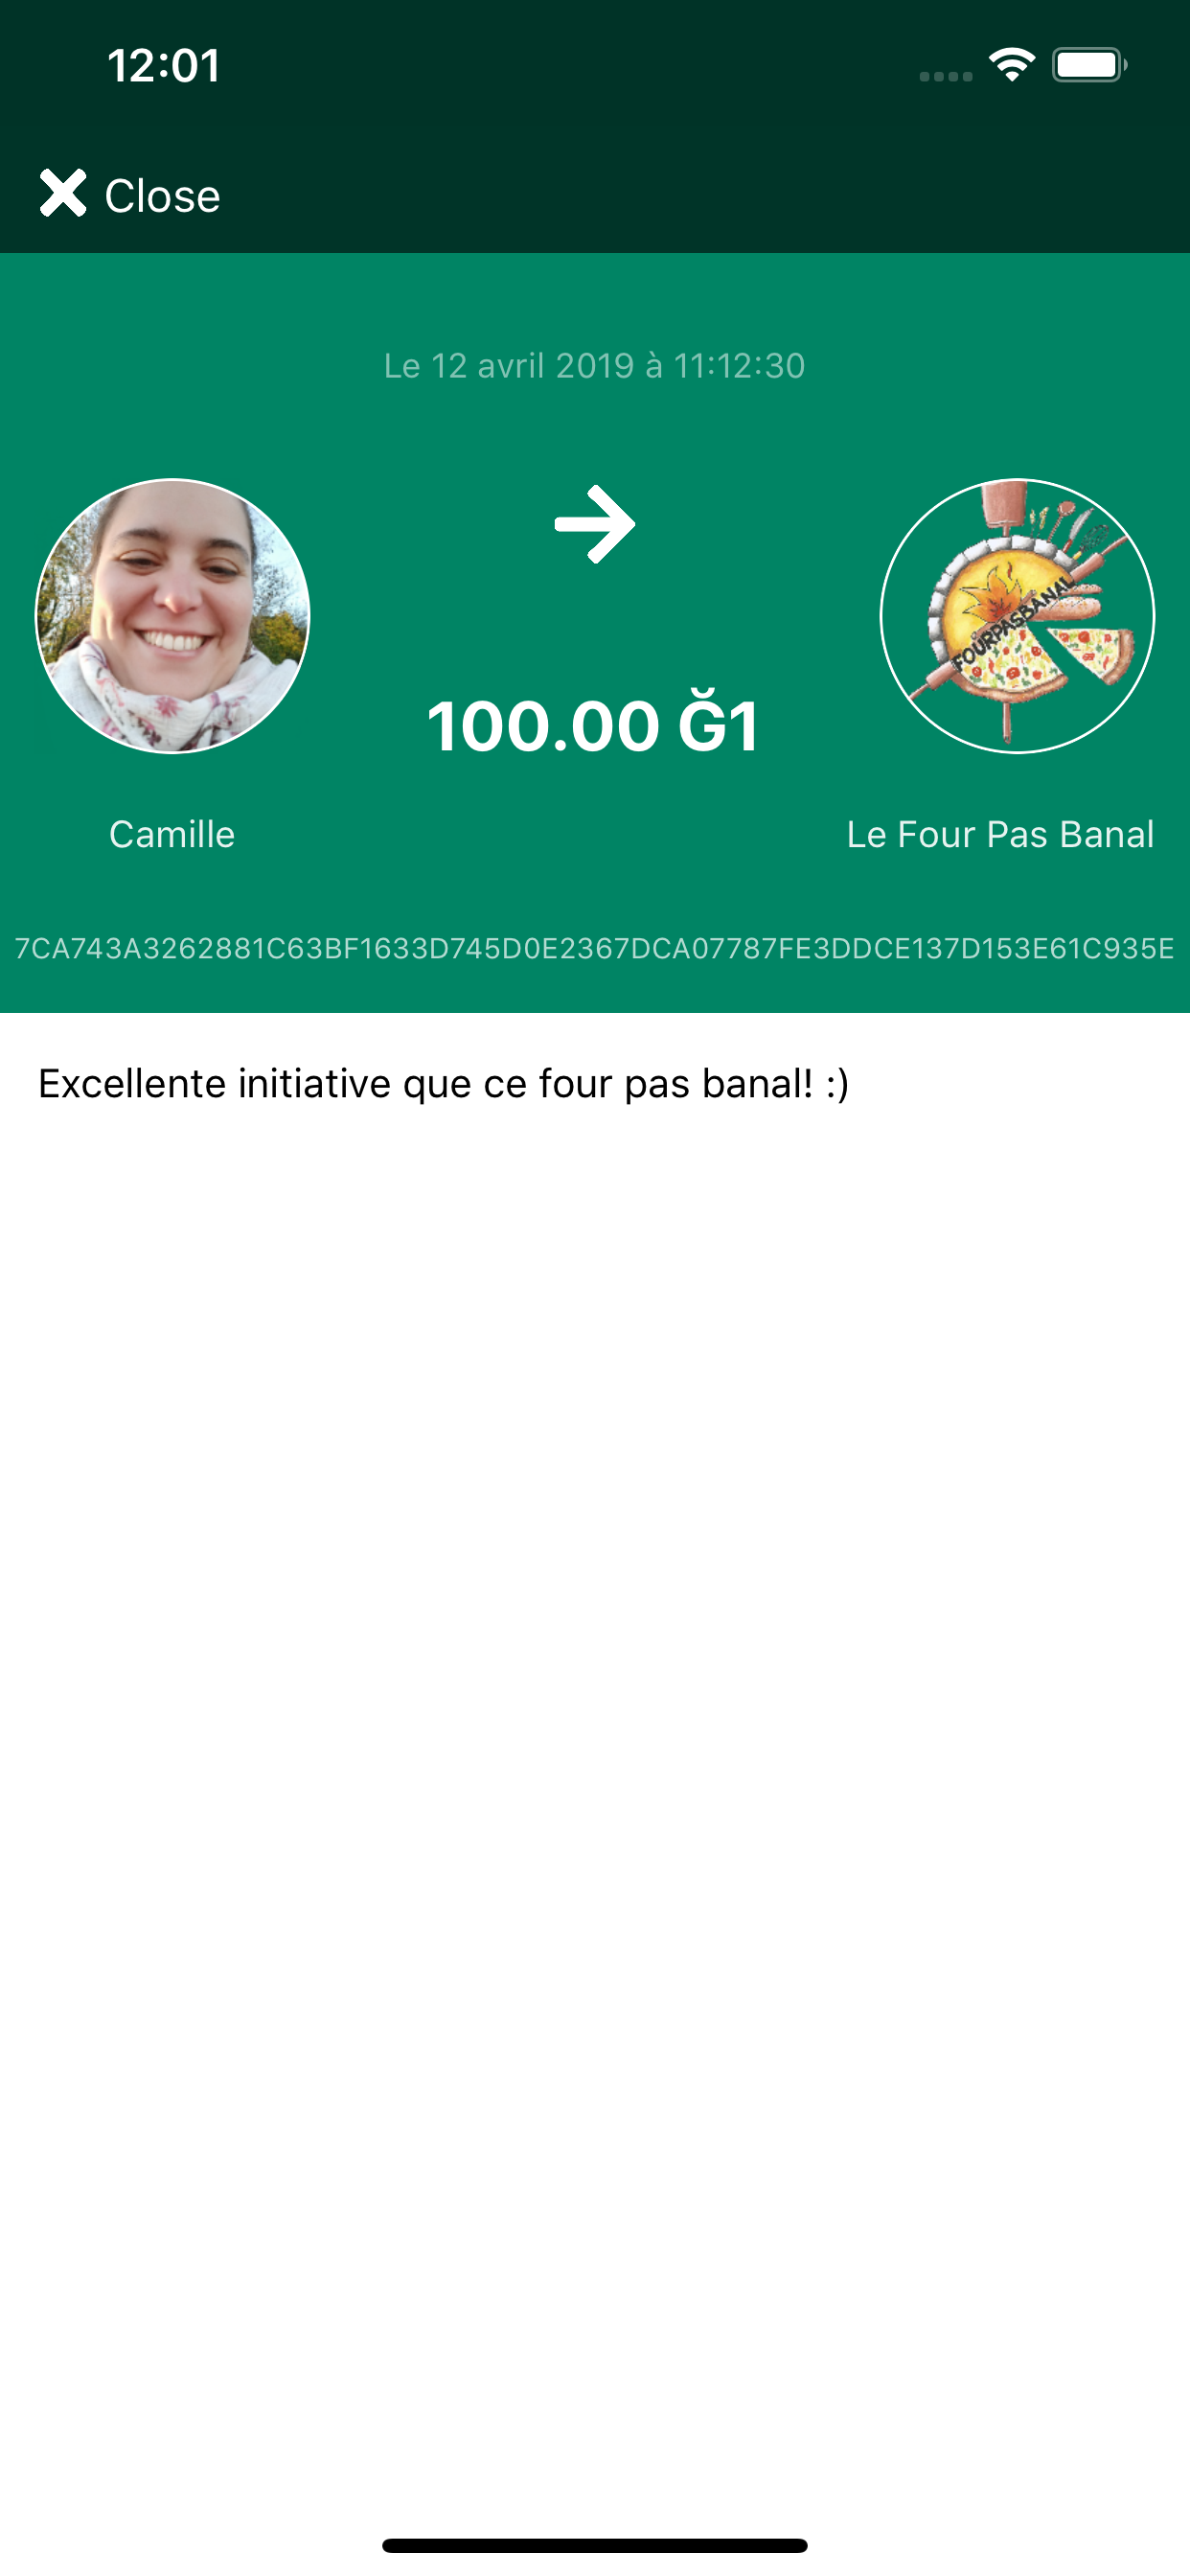 12:01
Close
Le 12 avril 2019 à 11:12:30
FOURPASBANAL
100.00 Ğ1
Camille
Le Four Pas Banal
7CA743A3262881C63BF1633D745D0E2367DCA07787FE3DDCE137D153E61C935E
Excellente initiative que ce four pas banal! :)